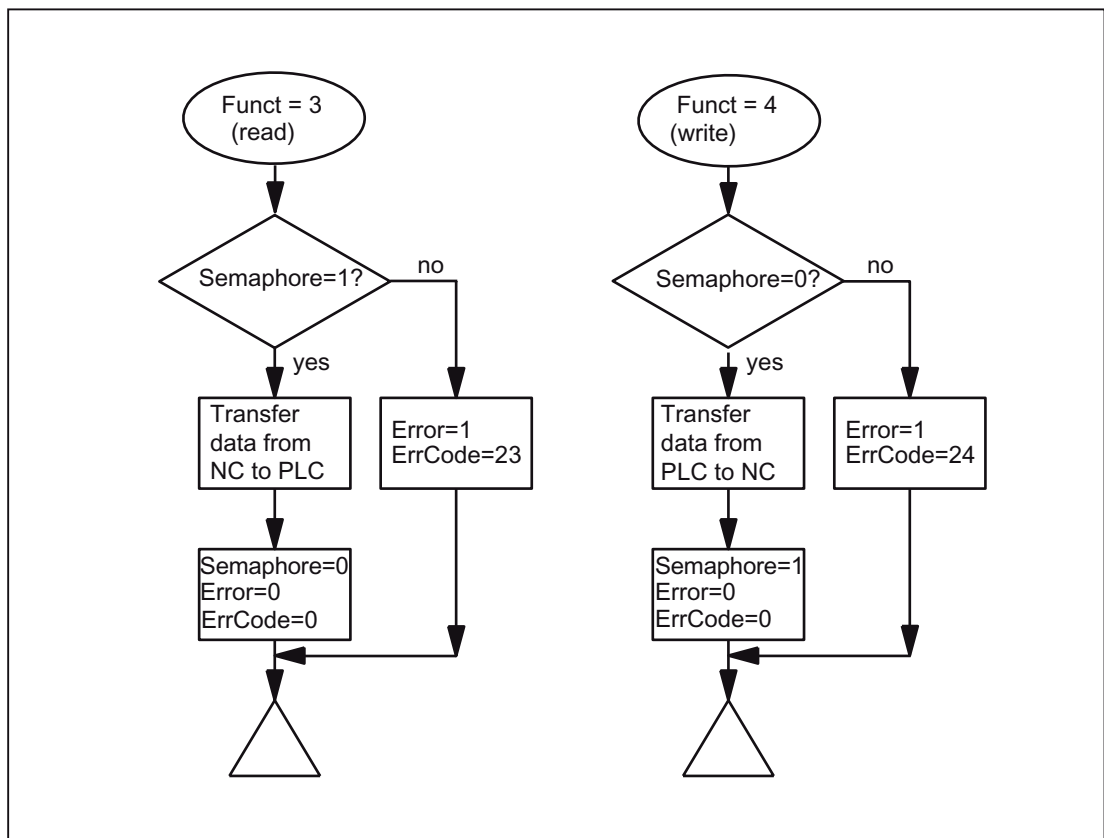 Funct = 3
(read)
Semaphore=1?
no
yes
Transfer
data from
NC to PLC
Error=1
ErrCode=23
Semaphore=0
Error=0
ErrCode=0
Funct = 4
(write)
Semaphore=0?
no
yes
Transfer
data from
PLC to NC
Error=1
ErrCode=24
Semaphore=1
Error=0
ErrCode=0